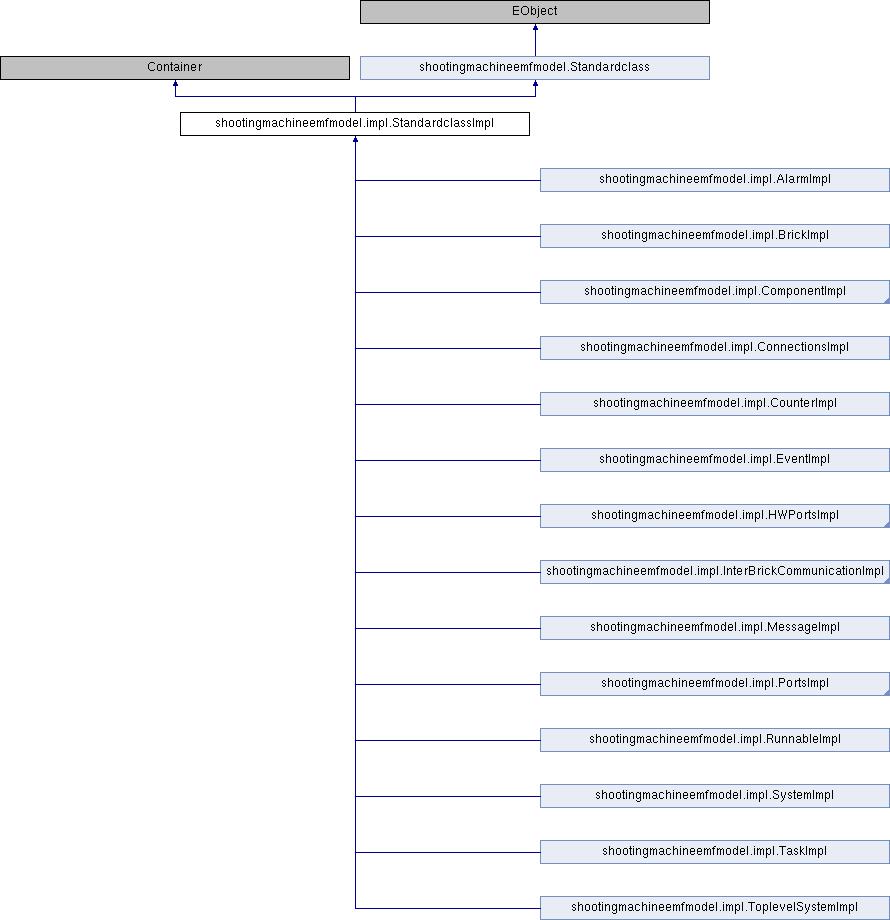 EObject
Container
shootingmachineemfmodel.Standardclass
shootingmachineemfmodel.impl.StandardclassImpl
shootingmachineemfmodel.impl.AlarmImpl
shootingmachineemfmodel.impl.BrickImpl
shootingmachineemfmodel.impl.ComponentImpl
shootingmachineemfmodel.impl.ConnectionsImpl
shootingmachineemfmodel.impl.CounterImpl
shootingmachineemfmodel.impl.EventImpl
shootingmachineemfmodel.impl.HWPortsImpl
shootingmachineemfmodel.impl.InterBrickCommunicationImpl
shootingmachineemfmodel.impl.MessageImpl
shootingmachineemfmodel.impl.PortsImpl
shootingmachineemfmodel.impl.RunnableImpl
shootingmachineemfmodel.impl.SystemImpl
shootingmachineemfmodel.impl.TaskImpl
shootingmachineemfmodel.impl.ToplevelSystemImpl